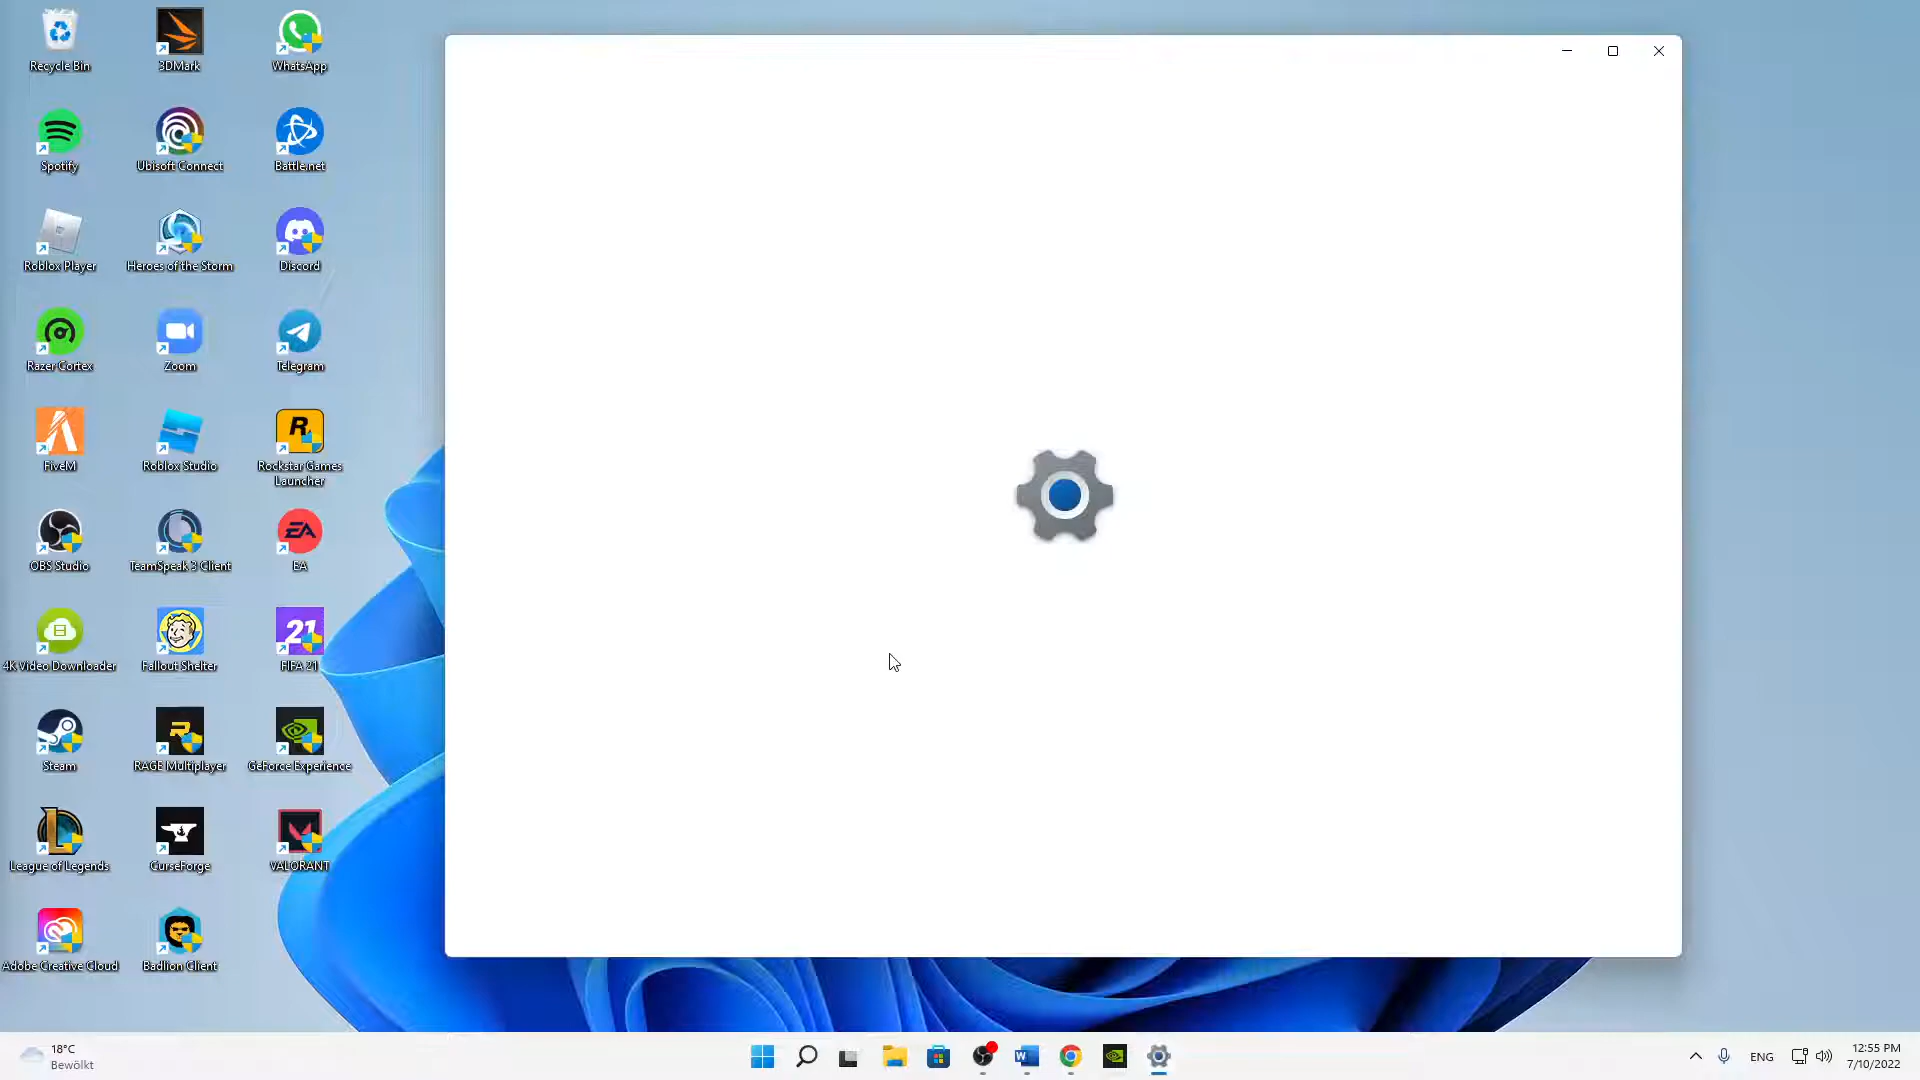 Recycle Bin
3DMark
WhatsApp
Spotify
Ubisoft Connect
Battle.net
Roblox Player
Heroes of the Storm
Discord
Razer Cortex
Zoom
Telegram
FiveM
Roblox Studio
Rockstar Games
Launcher
OBS Studio
TeamSpeak 3 Client
EA
4K Video Downloader
Fallout Shelter
FIFA 21
Steam
RAGE Multiplayer
GeForce Experience
League of Legends
CurseForge
VALORANT
Adobe Creative Cloud
Badlion Client
18°C
Bewölkt
ENG
12:55 PM
7/10/2022